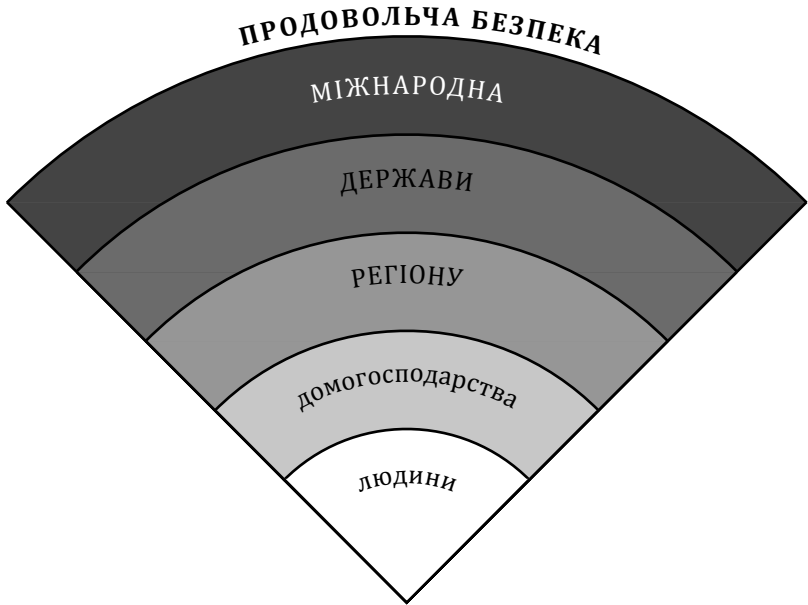 ПРОДОВОЛЬЧА БЕЗПЕКА
МІЖНАРОДНА
ДЕРЖАВИ
РЕГІОНУ
домогосподарства
людини